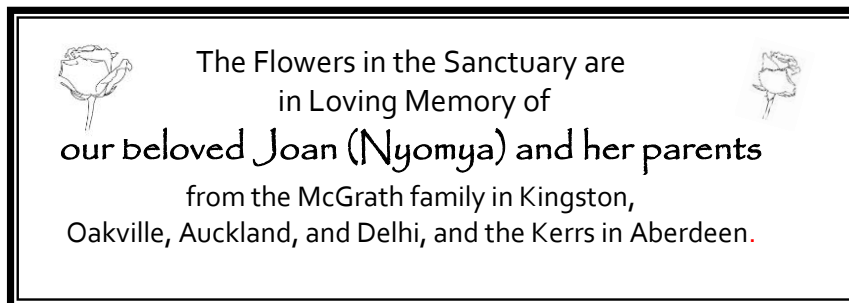 The Flowers in the Sanctuary are
in Loving Memory of
our beloved Joan (Nyomya) and her parents
from the McGrath family in Kingston,
Oakville, Auckland, and Delhi, and the Kerrs in Aberdeen.